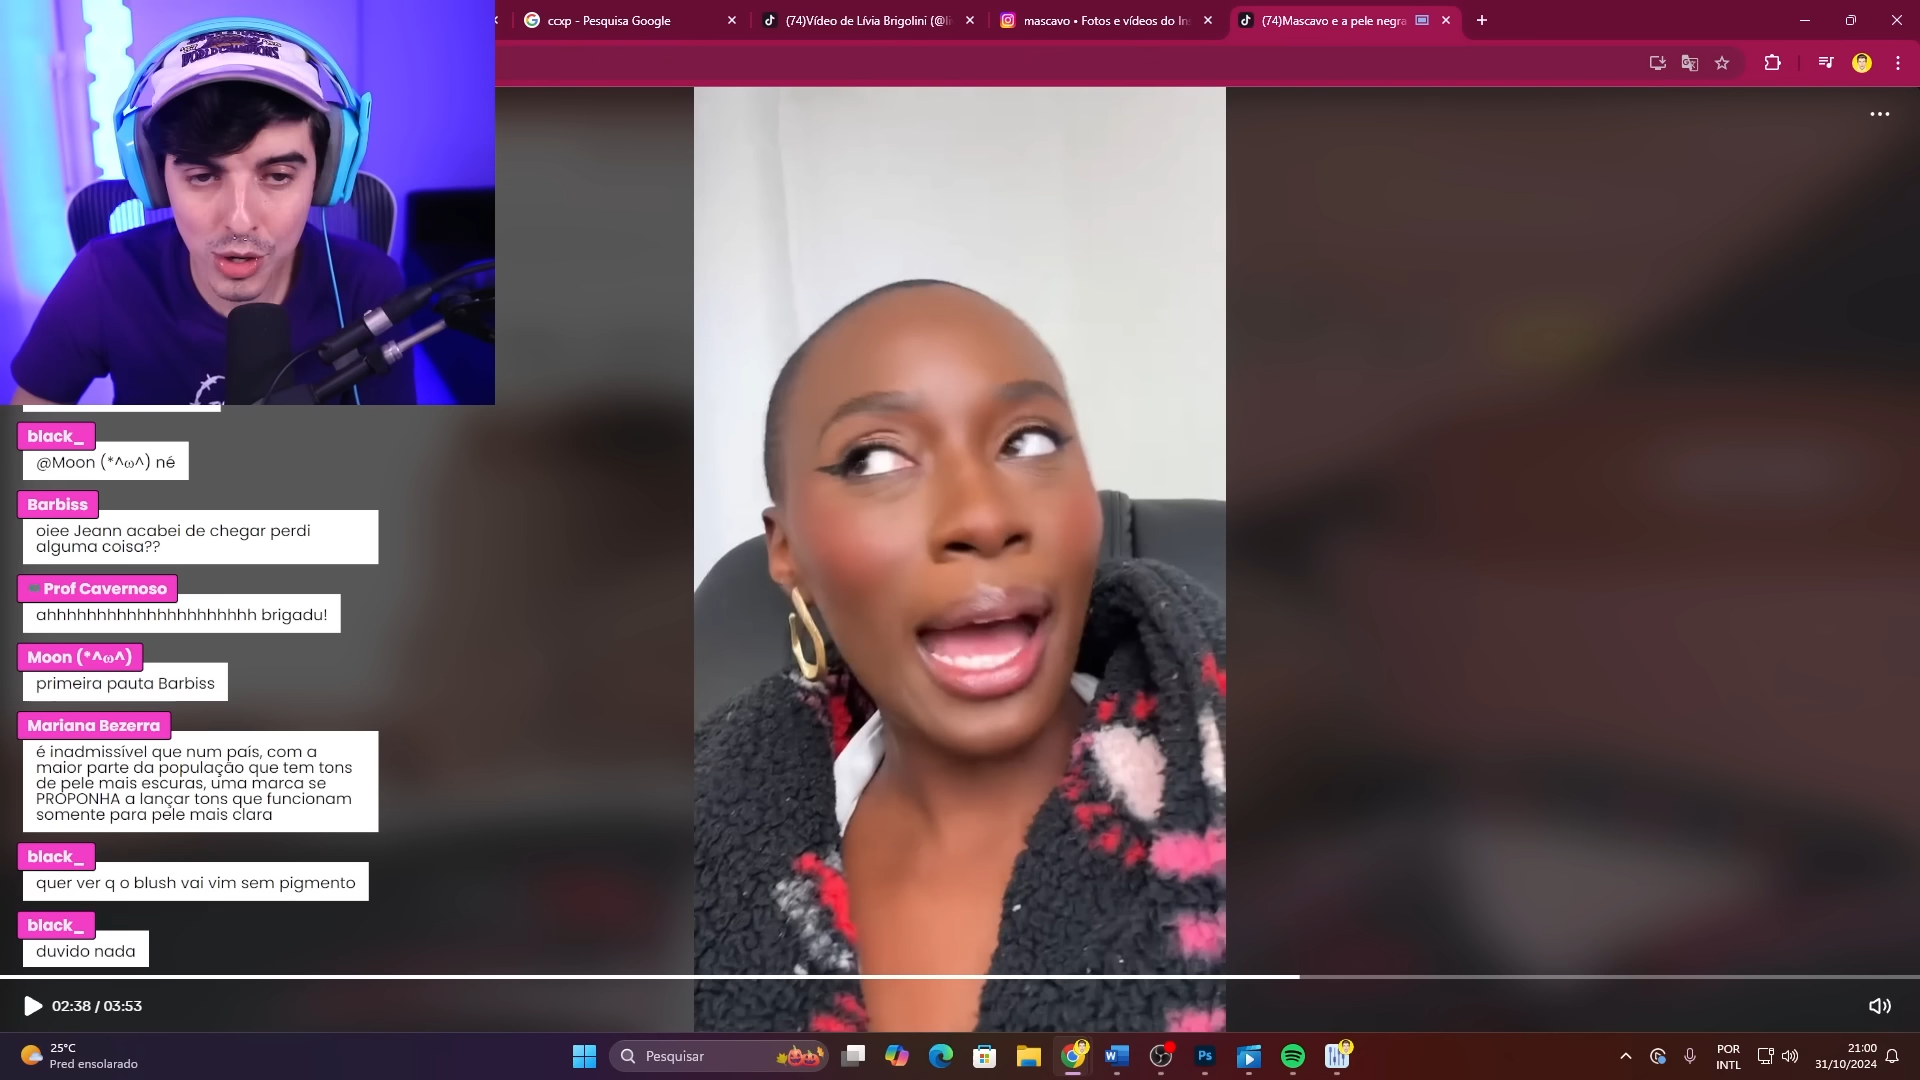 WORLD CHAMPIONS
ccxp - Pesquisa Google
(74)Vídeo de Lívia Brigolini (@li
mascavo • Fotos e vídeos do In
(74)Mascavo e a pele negra
black_
@Moon (*^ω^) né
Barbiss
oiee Jeann acabei de chegar perdi
alguma coisa??
Prof Cavernoso
ahhhhhhhhhhhhhhhhhhhhh brigadu!
Moon (*^ω^)
primeira pauta Barbiss
Mariana Bezerra
é inadmissível que num país, com a
maior parte da população que tem tons
de pele mais escuras, uma marca se
PROPONHA a lançar tons que funcionam
somente para pele mais clara
black_
quer ver q o blush vai vim sem pigmento
black_
duvido nada
02:38 / 03:53
25°C
Pred ensolarado
Pesquisar
POR
INTL
21:00
31/10/2024